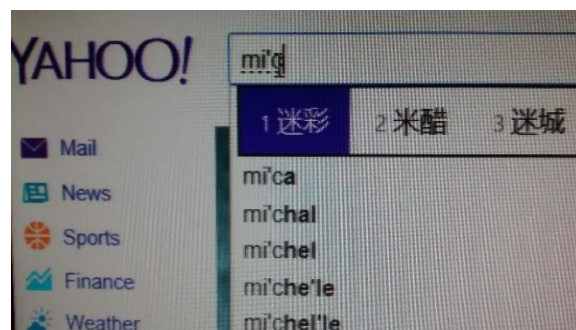 YAHOO!
mi'c
1 迷彩 2 米醋 3 迷城
Mail
News
Sports
Finance
Weather
mi'ca
mi'chal
mi'chel
mi'che'le
mi'chel'le